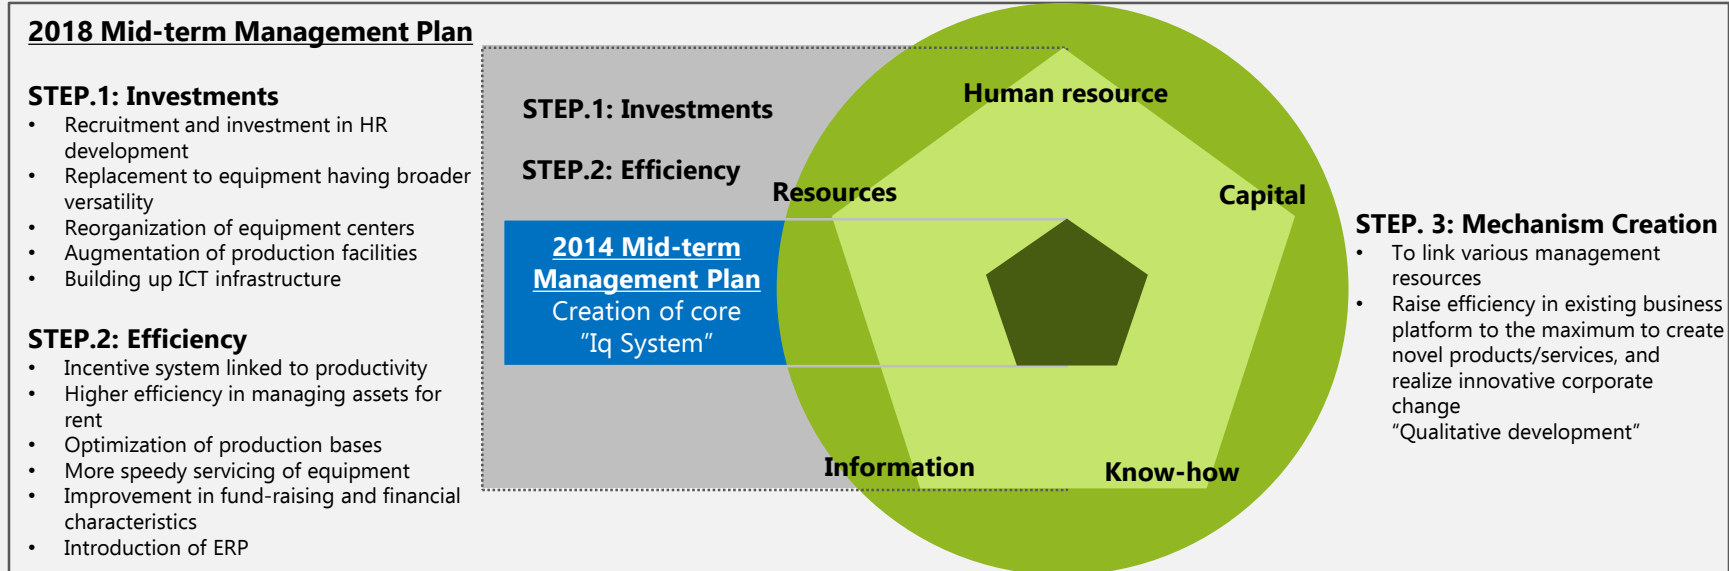 2018 Mid-term Management Plan
STEP.1: Investments
• Recruitment and investment in HR
development
• Replacement to equipment having broader
versatility
• Reorganization of equipment centers
• Augmentation of production facilities
• Building up ICT infrastructure
STEP.2: Efficiency
• Incentive system linked to productivity
• Higher efficiency in managing assets for
rent
• Optimization of production bases
• More speedy servicing of equipment
• Improvement in fund-raising and financial
characteristics
• Introduction of ERP
STEP.1: Investments
STEP.2: Efficiency
2014 Mid-term
Management Plan
Creation of core
"Iq System"
Human resource
Resources
Capital
Information
Know-how
STEP. 3: Mechanism Creation
• To link various management
resources
• Raise efficiency in existing business
platform to the maximum to create
novel products/services, and
realize innovative corporate
change
“Qualitative development”